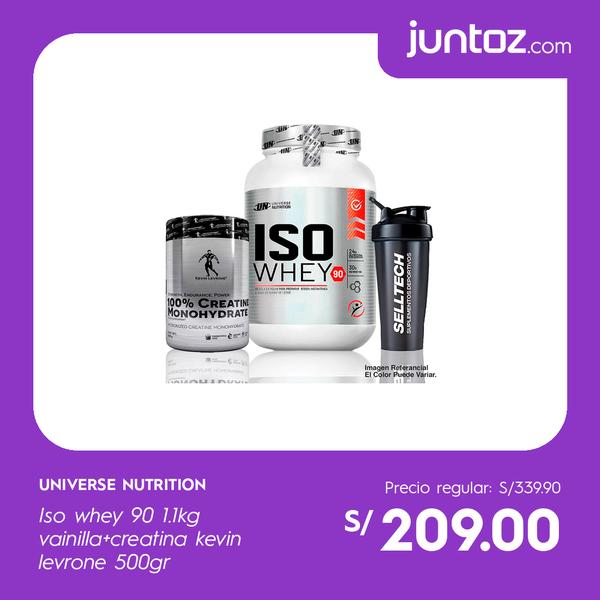 juntoz.com
UN UNIVERSE NUTRITION
ISO
WHEY 90
KEVIN LEVRONE
100% CREATINE
MONOHYDRATE
SELLTECH
SUPLEMENTOS DEPORTIVOS
Imagen Referancial
El Color Puede Variar.
UNIVERSE NUTRITION
Iso whey 90 1.1kg
vainilla+creatina kevin
levrone 500gr
Precio regular: S/339.90
S/ 209.00